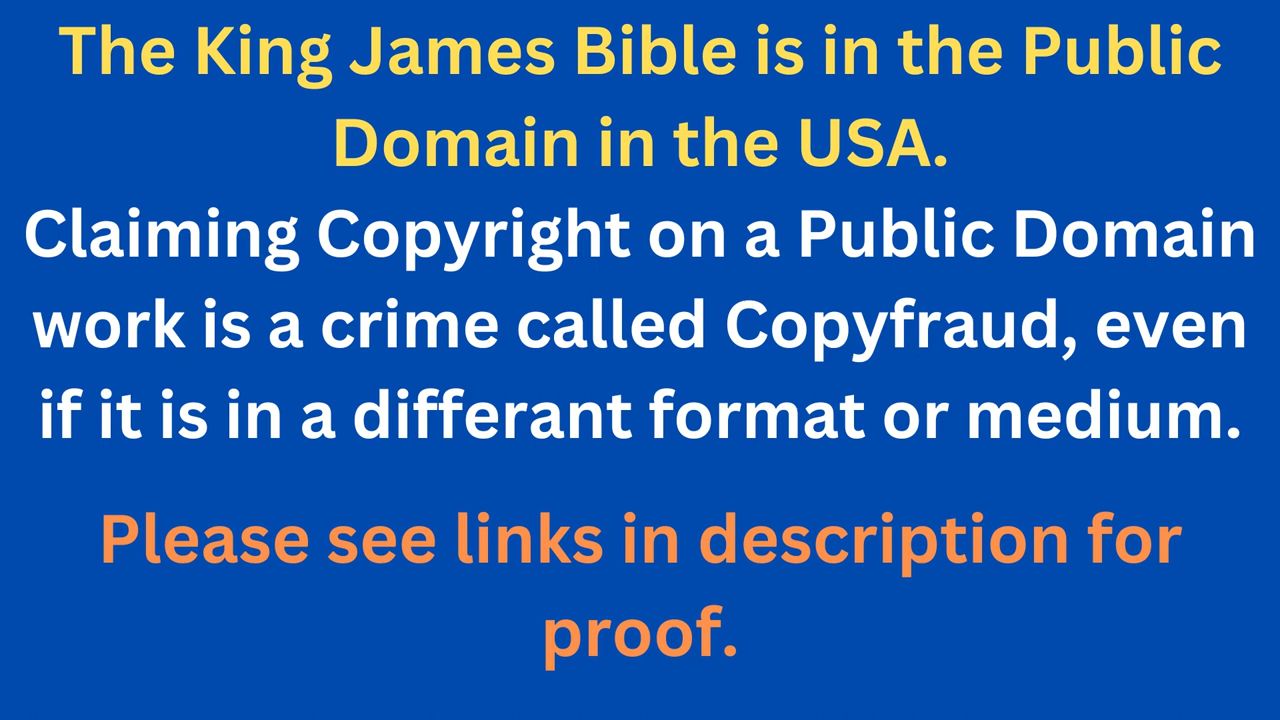 The King James Bible is in the Public
Domain in the USA.
Claiming Copyright on a Public Domain
work is a crime called Copyfraud, even
if it is in a differant format or medium.
Please see links in description for
proof.